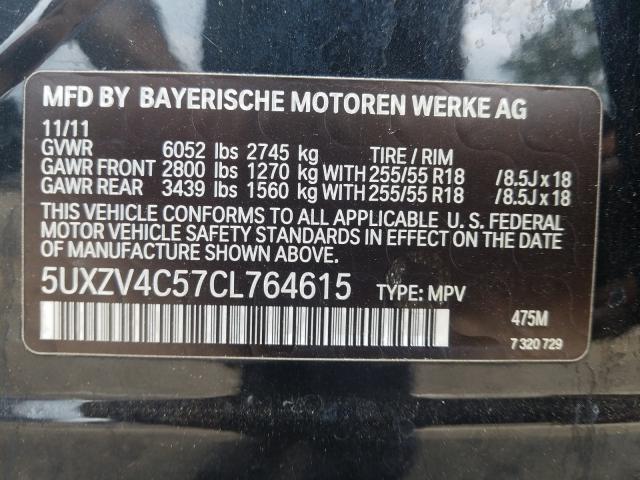 MFD BY BAYERISCHE MOTOREN WERKE AG
11/11
GVWR 6052 lbs 2745 kg TIRE / RIM
GAWR FRONT 2800 lbs 1270 kg WITH 255/55 R18 /8.5J x 18
GAWR REAR 3439 lbs 1560 kg WITH 255/55 R18 /8.5J x 18
THIS VEHICLE CONFORMS TO ALL APPLICABLE U. S. FEDERAL
MOTOR VEHICLE SAFETY STANDARDS IN EFFECT ON THE DATE
OF MANUFACTURE SHOWN ABOVE.
5UXZV4C57CL764615 TYPE: MPV
475M
7 320 729